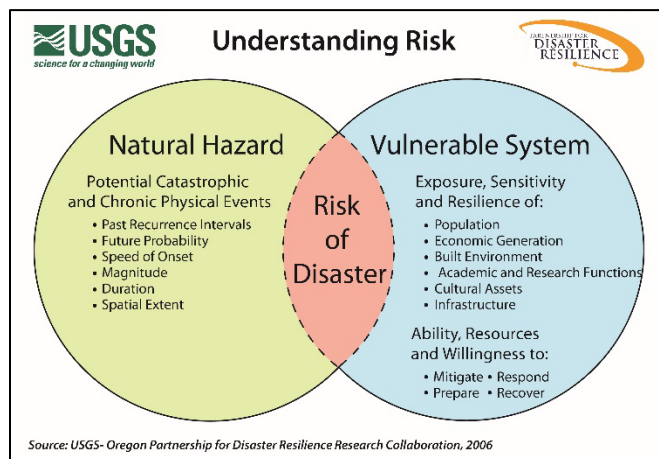 USGS
science for a changing world
Understanding Risk
PARTNERSHIP FOR
DISASTER
RESILIENCE
Natural Hazard
Potential Catastrophic
and Chronic Physical Events
• Past Recurrence Intervals
• Future Probability
• Speed of Onset
• Magnitude
• Duration
• Spatial Extent
Risk
of
Disaster
Vulnerable System
Exposure, Sensitivity
and Resilience of:
• Population
• Economic Generation
• Built Environment
• Academic and Research Functions
• Cultural Assets
• Infrastructure
Ability, Resources
and Willingness to:
• Mitigate • Respond
• Prepare • Recover
Source: USGS- Oregon Partnership for Disaster Resilience Research Collaboration, 2006